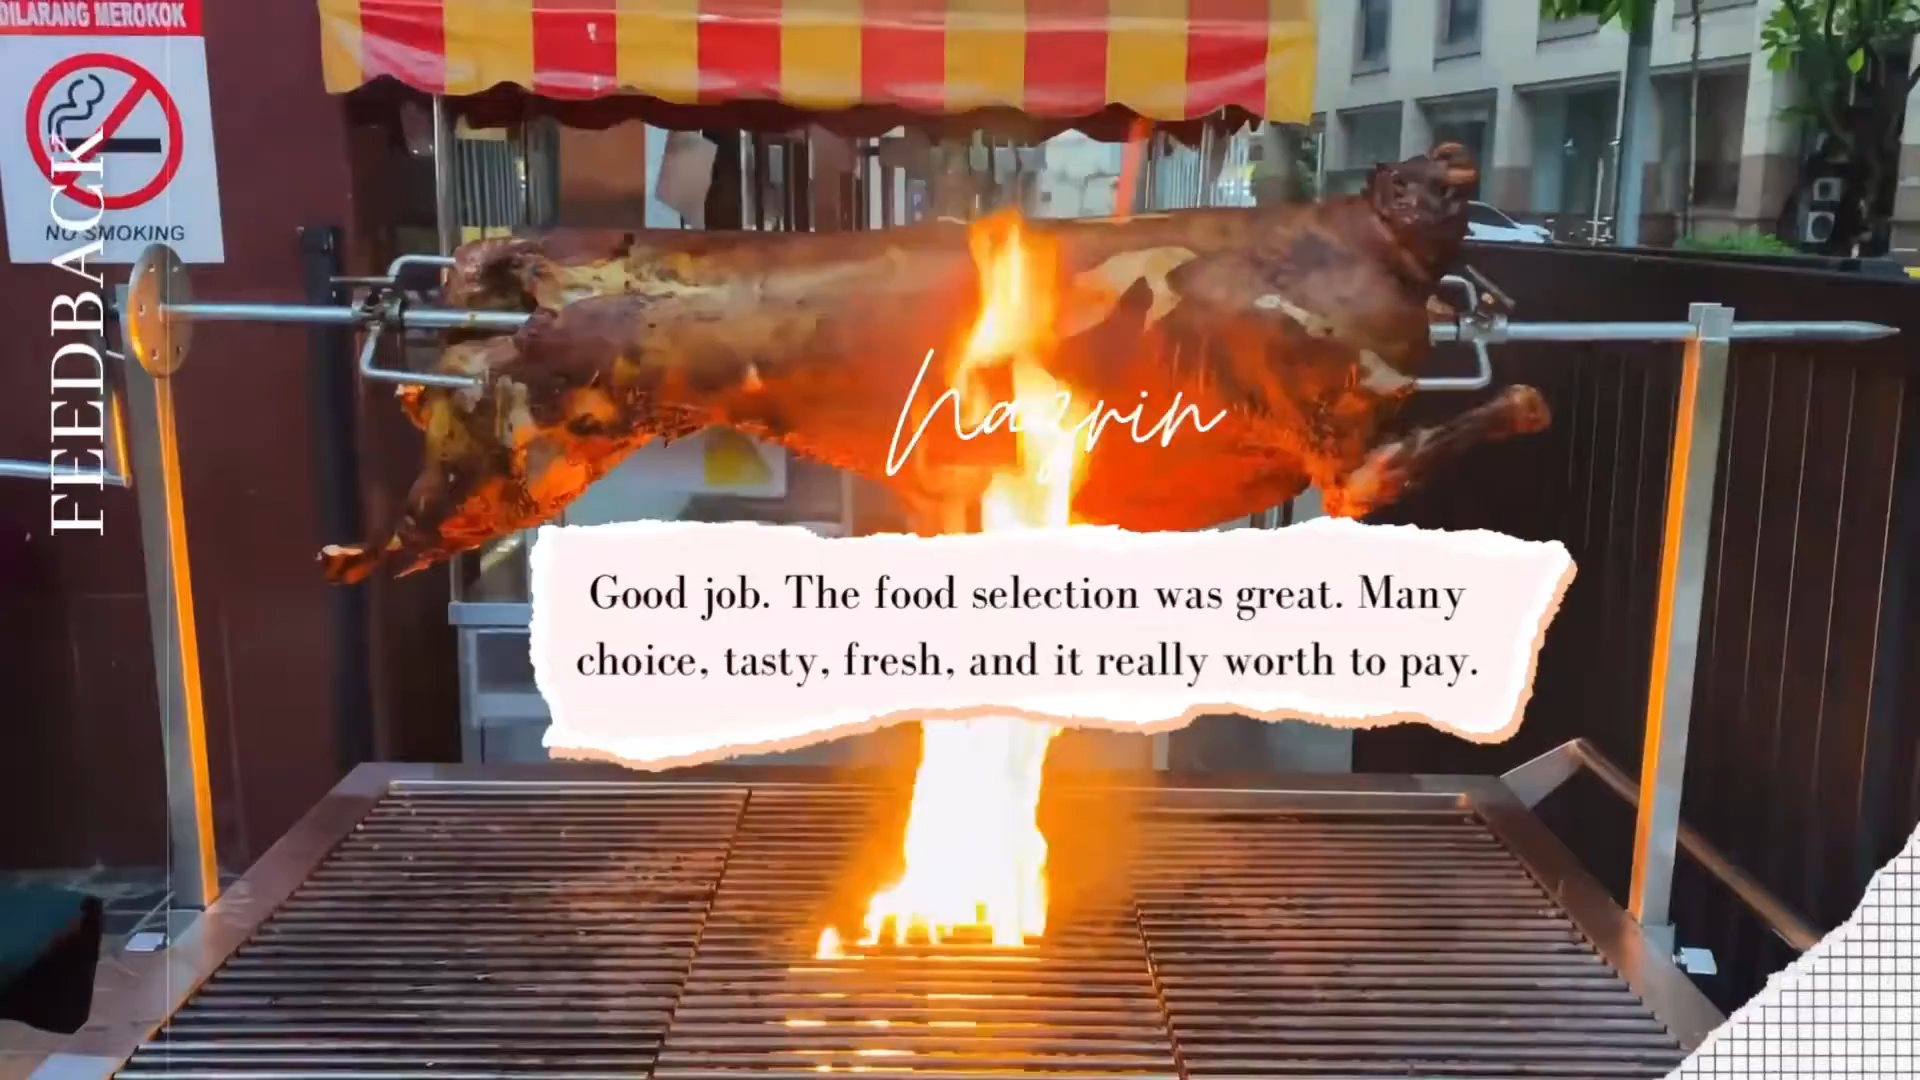 DILARANG MEROKOK
NO SMOKING
FEEDBACK
Nazrin
Good job. The food selection was great. Many
choice, tasty, fresh, and it really worth to pay.